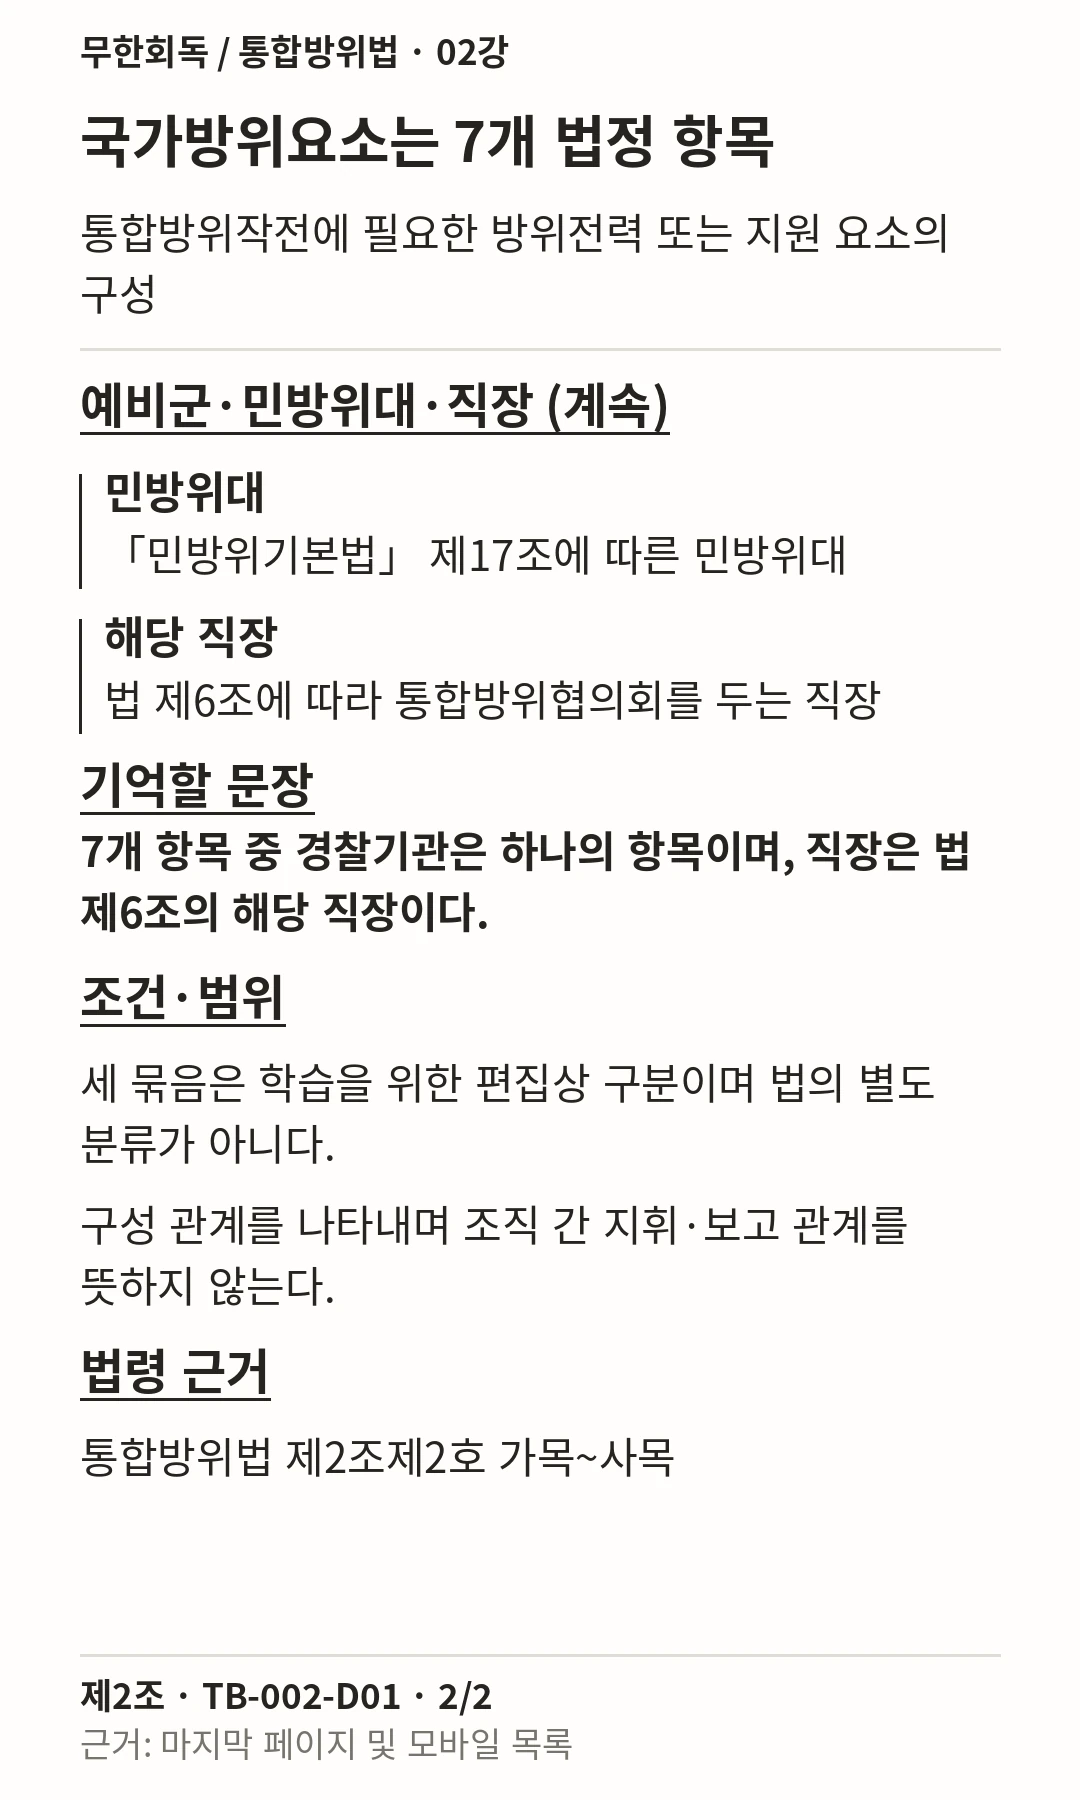 무한회독 / 통합방위법 · 02강
국가방위요소는 7개 법정 항목
통합방위작전에 필요한 방위전력 또는 지원 요소의
구성
예비군·민방위대·직장 (계속)
민방위대
「민방위기본법」 제17조에 따른 민방위대
해당 직장
법 제6조에 따라 통합방위협의회를 두는 직장
기억할 문장
7개 항목 중 경찰기관은 하나의 항목이며, 직장은 법
제6조의 해당 직장이다.
조건·범위
세 묶음은 학습을 위한 편집상 구분이며 법의 별도
분류가 아니다.
구성 관계를 나타내며 조직 간 지휘·보고 관계를
뜻하지 않는다.
법령 근거
통합방위법 제2조제2호 가목~사목
제2조 · TB-002-D01 · 2/2
근거: 마지막 페이지 및 모바일 목록